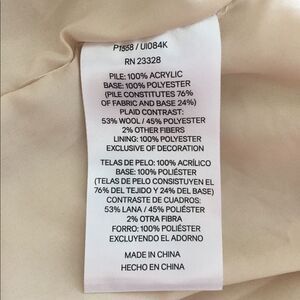 P1558 / UI084K
RN 23328
PILE: 100% ACRYLIC
BASE: 100% POLYESTER
(PILE CONSTITUTES 76%
OF FABRIC AND BASE 24%)
PLAID CONTRAST:
53% WOOL / 45% POLYESTER
2% OTHER FIBERS
LINING: 100% POLYESTER
EXCLUSIVE OF DECORATION
TELAS DE PELO: 100% ACRÍLICO
BASE: 100% POLIÉSTER
(TELAS DE PELO CONSISTUYEN EL
76% DEL TEJIDO Y 24% DEL BASE)
CONTRASTE DE CUADROS:
53% LANA / 45% POLIÉSTER
2% OTRA FIBRA
FORRO: 100% POLIÉSTER
EXCLUYENDO EL ADORNO
MADE IN CHINA
HECHO EN CHINA